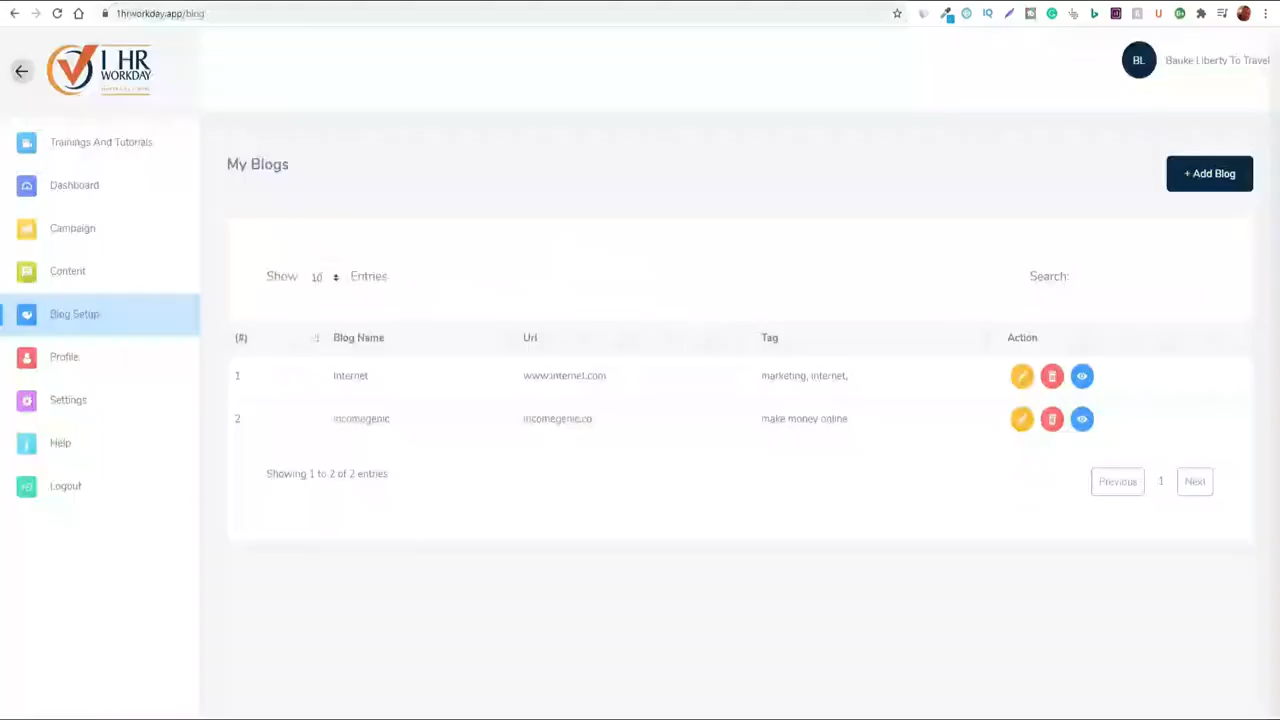 1hrworkday.app/blog
1 HR
WORKDAY
BL
Bauke Liberty To Travel
Trainings And Tutorials
Dashboard
Campaign
Content
Blog Setup
Profile
Settings
Help
Logout
My Blogs
+ Add Blog
Show 10 Entries
Search:
(#) Blog Name Url Tag Action
1 Internet www.internet.com marketing, internet,
2 incomegenic incomegenic.co make money online
Showing 1 to 2 of 2 entries
Previous 1 Next